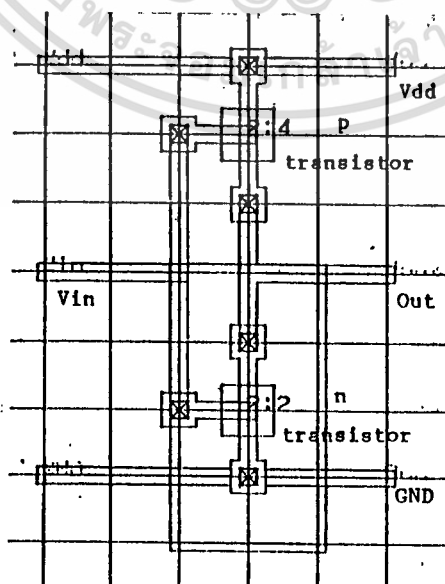 Vdd
2:4 P
transistor
Vin
Out
2:2 n
transistor
GND